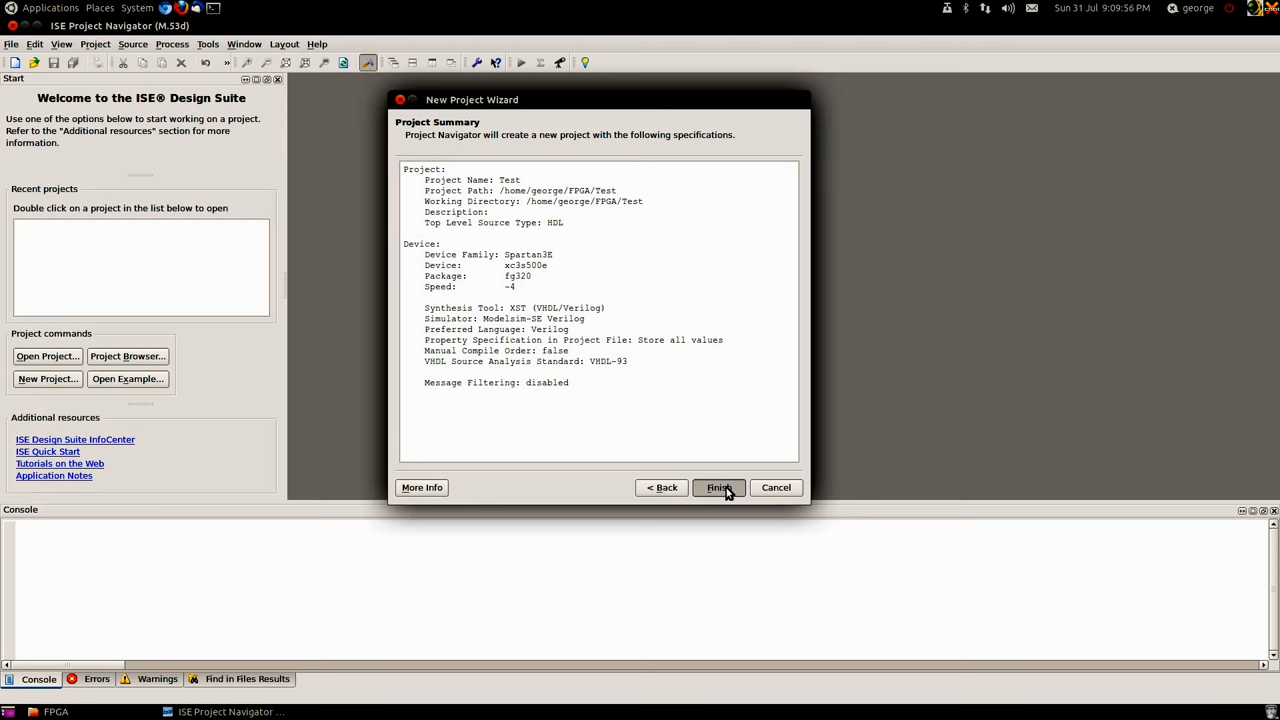 Applications Places System
Sun 31 Jul 9:09:56 PM
george
ISE Project Navigator (M.53d)
File Edit View Project Source Process Tools Window Layout Help
Start
Welcome to the ISE® Design Suite
Use one of the options below to start working on a project.
Refer to the "Additional resources" section for more
information.
Recent projects
Double click on a project in the list below to open
Project commands
Open Project... Project Browser...
New Project... Open Example...
Additional resources
ISE Design Suite InfoCenter
ISE Quick Start
Tutorials on the Web
Application Notes
New Project Wizard
Project Summary
Project Navigator will create a new project with the following specifications.
Project:
Project Name: Test
Project Path: /home/george/FPGA/Test
Working Directory: /home/george/FPGA/Test
Description:
Top Level Source Type: HDL
Device:
Device Family: Spartan3E
Device: xc3s500e
Package: fg320
Speed: -4
Synthesis Tool: XST (VHDL/Verilog)
Simulator: Modelsim-SE Verilog
Preferred Language: Verilog
Property Specification in Project File: Store all values
Manual Compile Order: false
VHDL Source Analysis Standard: VHDL-93
Message Filtering: disabled
More Info < Back Finish Cancel
Console
Console Errors Warnings Find in Files Results
FPGA ISE Project Navigator ...